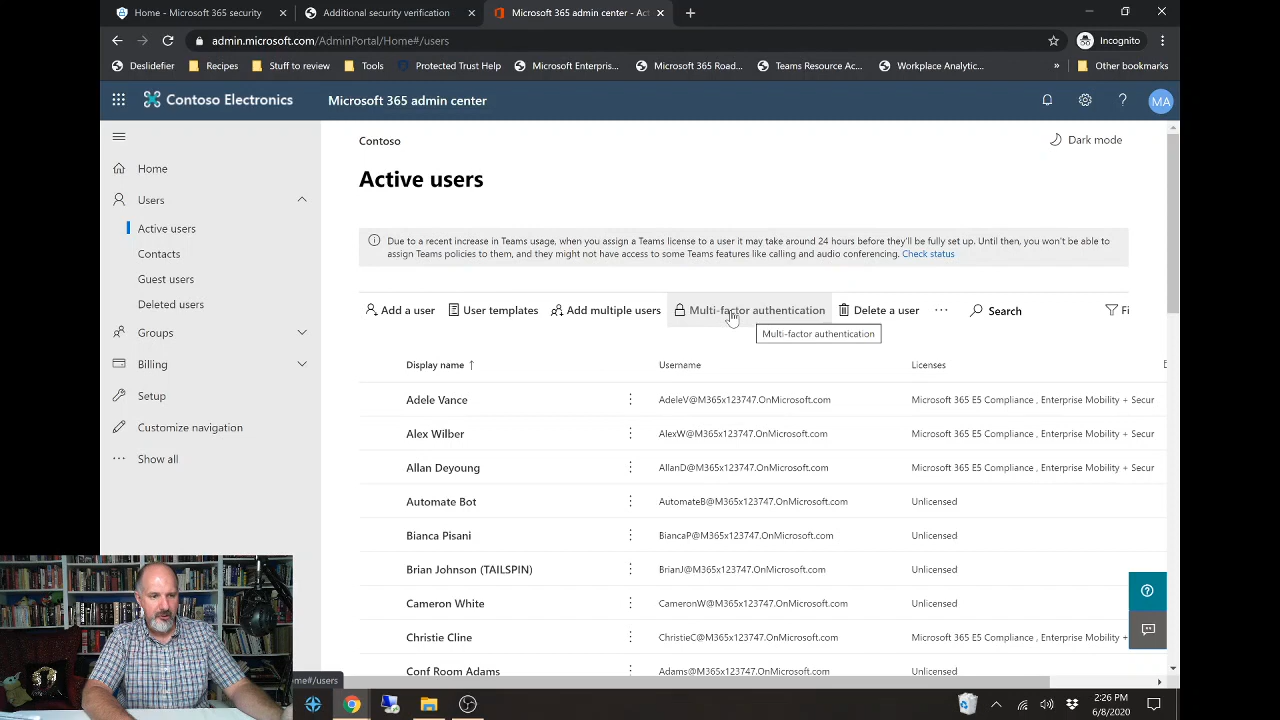 Home - Microsoft 365 security
Additional security verification
Microsoft 365 admin center - Act
admin.microsoft.com/AdminPortal/Home#/users
Incognito
Deslidefier
Recipes
Stuff to review
Tools
Protected Trust Help
Microsoft Enterpris...
Microsoft 365 Road...
Teams Resource Ac...
Workplace Analytic...
»
Other bookmarks
Contoso Electronics
Microsoft 365 admin center
MA
Home
Users
Active users
Contacts
Guest users
Deleted users
Groups
Billing
Setup
Customize navigation
Show all
Contoso
Dark mode
Active users
Due to a recent increase in Teams usage, when you assign a Teams license to a user it may take around 24 hours before they'll be fully set up. Until then, you won't be able to
assign Teams policies to them, and they might not have access to some Teams features like calling and audio conferencing. Check status
Add a user
User templates
Add multiple users
Multi-factor authentication
Delete a user
Search
Fi
Multi-factor authentication
Display name ↑
Username
Licenses
Adele Vance
AdeleV@M365x123747.OnMicrosoft.com
Microsoft 365 E5 Compliance , Enterprise Mobility + Secur
Alex Wilber
AlexW@M365x123747.OnMicrosoft.com
Microsoft 365 E5 Compliance , Enterprise Mobility + Secur
Allan Deyoung
AllanD@M365x123747.OnMicrosoft.com
Microsoft 365 E5 Compliance , Enterprise Mobility + Secur
Automate Bot
AutomateB@M365x123747.OnMicrosoft.com
Unlicensed
Bianca Pisani
BiancaP@M365x123747.OnMicrosoft.com
Unlicensed
Brian Johnson (TAILSPIN)
BrianJ@M365x123747.OnMicrosoft.com
Unlicensed
Cameron White
CameronW@M365x123747.OnMicrosoft.com
Unlicensed
Christie Cline
ChristieC@M365x123747.OnMicrosoft.com
Microsoft 365 E5 Compliance , Enterprise Mobility +
Conf Room Adams
Adams@M365x123747.OnMicrosoft.com
Unlicensed
ome#/users
2:26 PM
6/8/2020